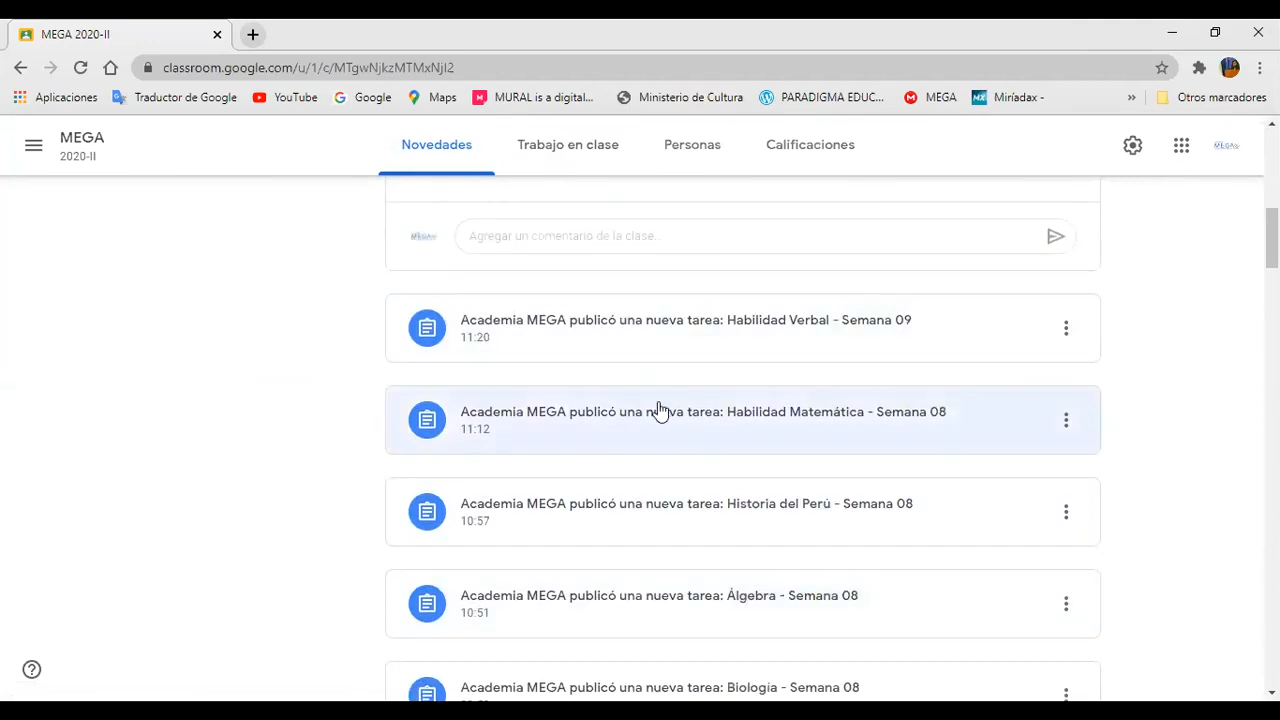 MEGA 2020-II
classroom.google.com/u/1/c/MTgwNjkzMTMxNjI2
Aplicaciones Traductor de Google YouTube Google Maps MURAL is a digital... Ministerio de Cultura PARADIGMA EDUC... MEGA Miríadax - » Otros marcadores
MEGA
2020-II
Novedades Trabajo en clase Personas Calificaciones
MEGA
MEGA Agregar un comentario de la clase...
Academia MEGA publicó una nueva tarea: Habilidad Verbal - Semana 09
11:20
Academia MEGA publicó una nueva tarea: Habilidad Matemática - Semana 08
11:12
Academia MEGA publicó una nueva tarea: Historia del Perú - Semana 08
10:57
Academia MEGA publicó una nueva tarea: Álgebra - Semana 08
10:51
Academia MEGA publicó una nueva tarea: Biología - Semana 08